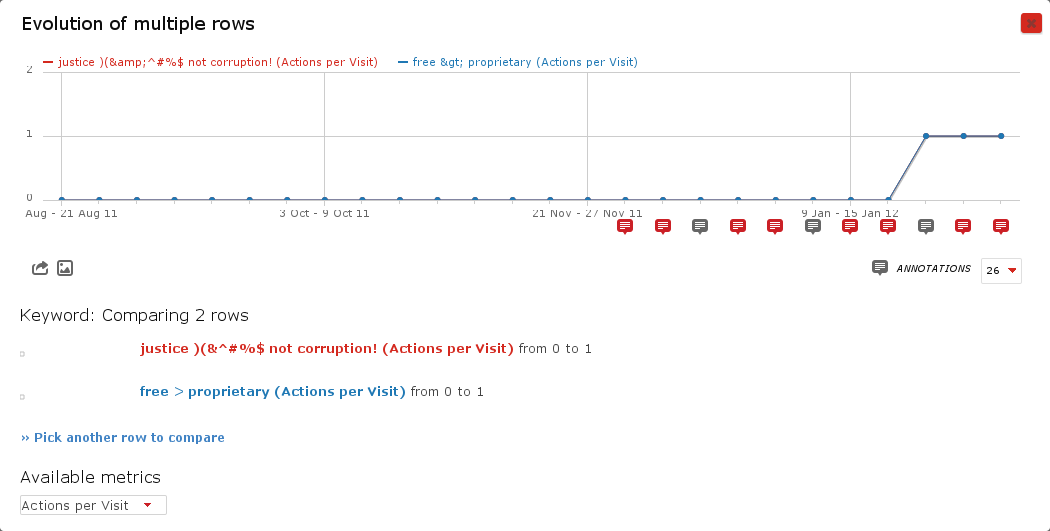 Evolution of multiple rows
justice )(&amp;^#%$ not corruption! (Actions per Visit) free &gt; proprietary (Actions per Visit)
2
1
0
Aug - 21 Aug 11 3 Oct - 9 Oct 11 21 Nov - 27 Nov 11 9 Jan - 15 Jan 12
ANNOTATIONS 26
Keyword: Comparing 2 rows
justice )(&^#%$ not corruption! (Actions per Visit) from 0 to 1
free > proprietary (Actions per Visit) from 0 to 1
» Pick another row to compare
Available metrics
Actions per Visit